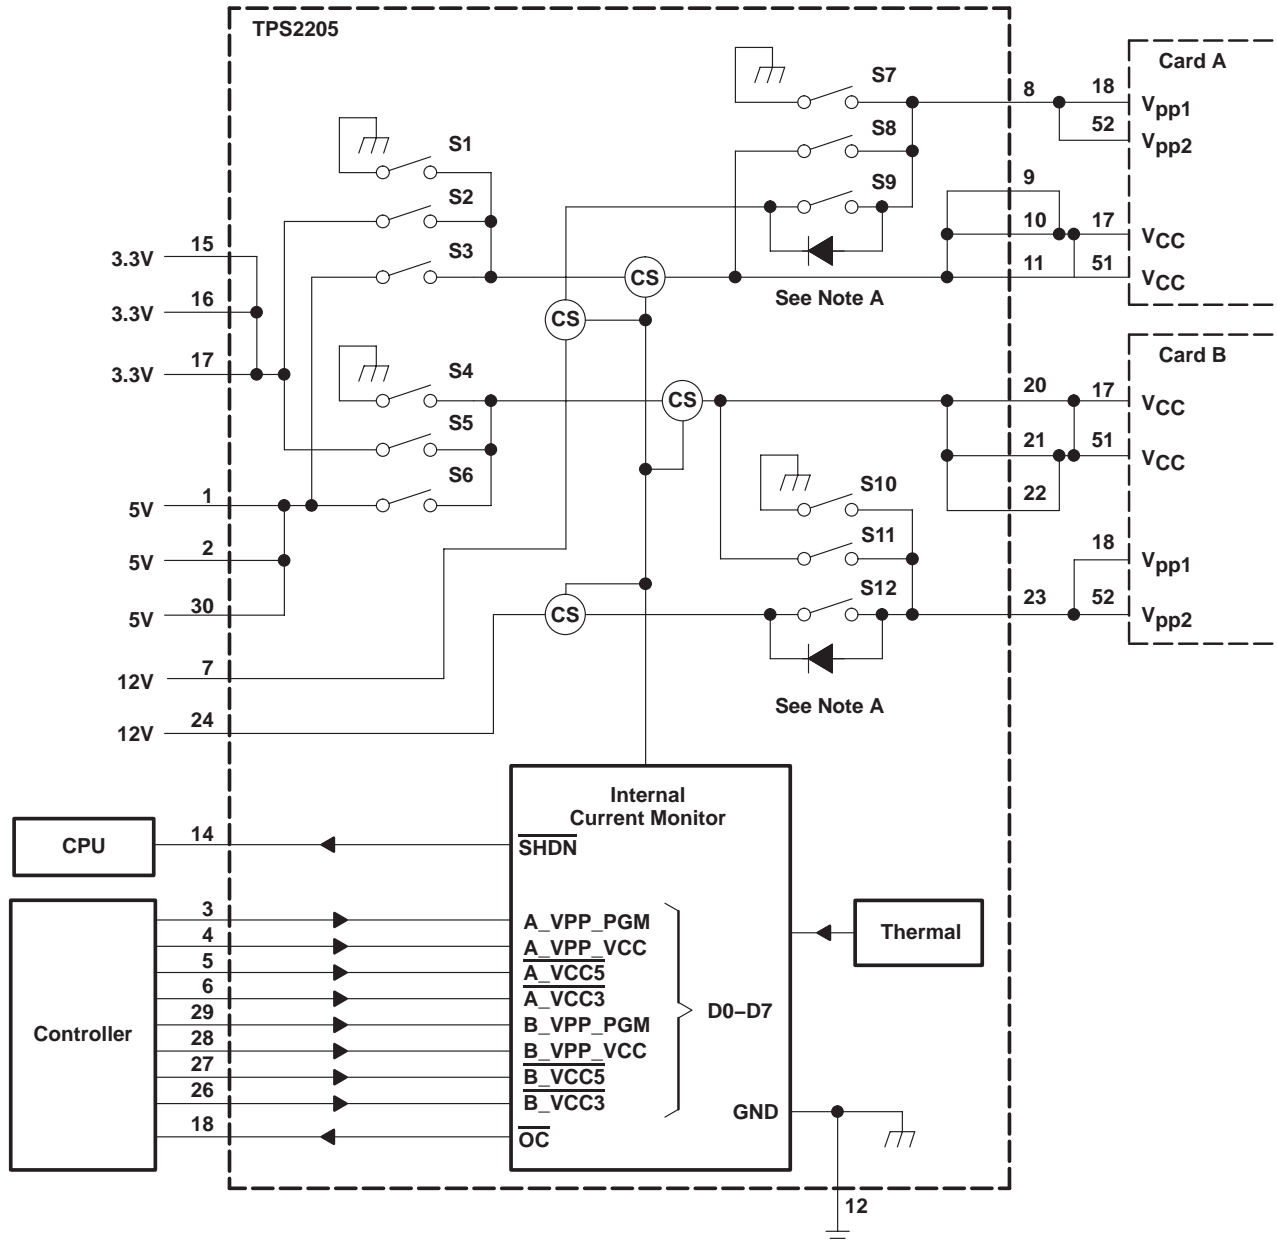 TPS2205
Card A
S7
8
18
Vpp1
52
Vpp2
S8
S1
S9
9
S2
10
17
VCC
15
3.3V
S3
CS
11
51
VCC
See Note A
16
3.3V
CS
Card B
17
3.3V
S4
CS
20
17
VCC
S5
21
51
VCC
S6
S10
22
1
5V
S11
2
5V
18
Vpp1
S12
30
5V
CS
23
52
Vpp2
7
12V
See Note A
24
12V
Internal
Current Monitor
CPU
14
SHDN
3
A_VPP_PGM
4
A_VPP_VCC
Thermal
5
A_VCC5
6
A_VCC3
D0–D7
Controller
29
B_VPP_PGM
28
B_VPP_VCC
27
B_VCC5
26
B_VCC3
GND
18
OC
12